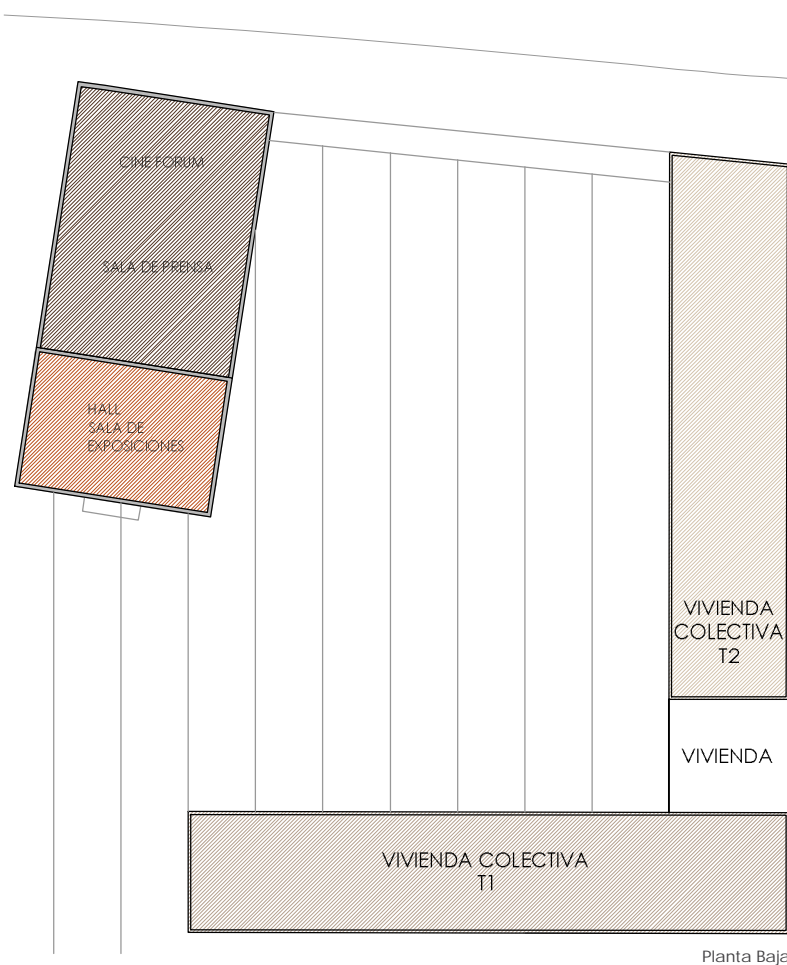 CINE FORUM
SALA DE PRENSA
HALL
SALA DE
EXPOSICIONES
VIVIENDA
COLECTIVA
T2
VIVIENDA
VIVIENDA COLECTIVA
T1
Planta Baja